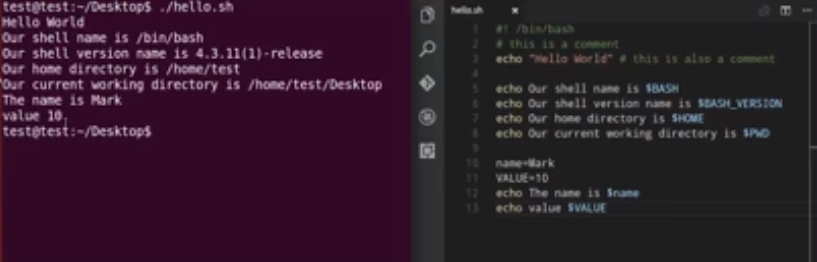 test@test:~/Desktop$ ./hello.sh
Hello World
Our shell name is /bin/bash
Our shell version name is 4.3.11(1)-release
Our home directory is /home/test
Our current working directory is /home/test/Desktop
The name is Mark
value 10
test@test:~/Desktop$
hello.sh ×
1 #! /bin/bash
2 # this is a comment
3 echo "Hello World" # this is also a comment
4
5 echo Our shell name is $BASH
6 echo Our shell version name is $BASH_VERSION
7 echo Our home directory is $HOME
8 echo Our current working directory is $PWD
9
10 name=Mark
11 VALUE=10
12 echo The name is $name
13 echo value $VALUE